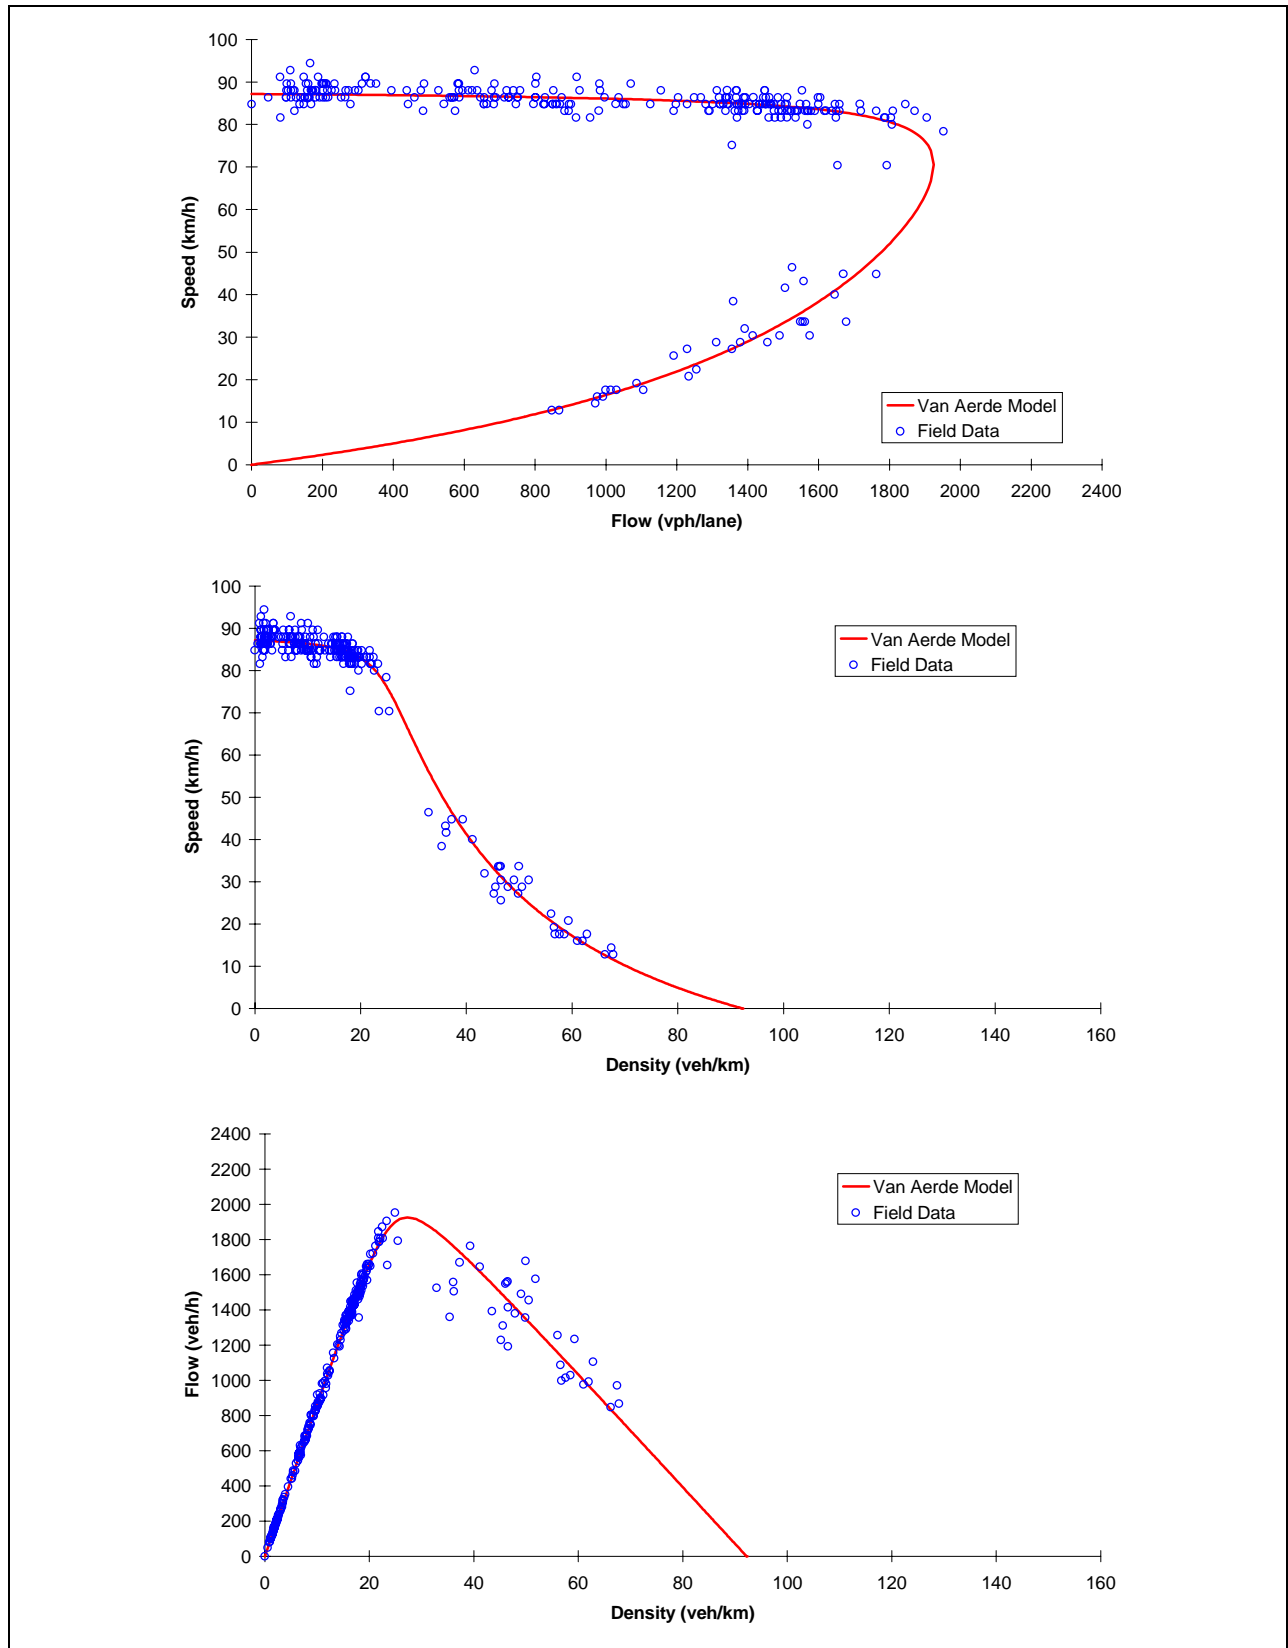 100
90
80
70
60
50
40
30
20
10
0
Speed (km/h)
Van Aerde Model
Field Data
0 200 400 600 800 1000 1200 1400 1600 1800 2000 2200 2400
Flow (vph/lane)
100
90
80
70
60
50
40
30
20
10
0
Speed (km/h)
Van Aerde Model
Field Data
0 20 40 60 80 100 120 140 160
Density (veh/km)
2400
2200
2000
1800
1600
1400
1200
1000
800
600
400
200
0
Flow (veh/h)
Van Aerde Model
Field Data
0 20 40 60 80 100 120 140 160
Density (veh/km)